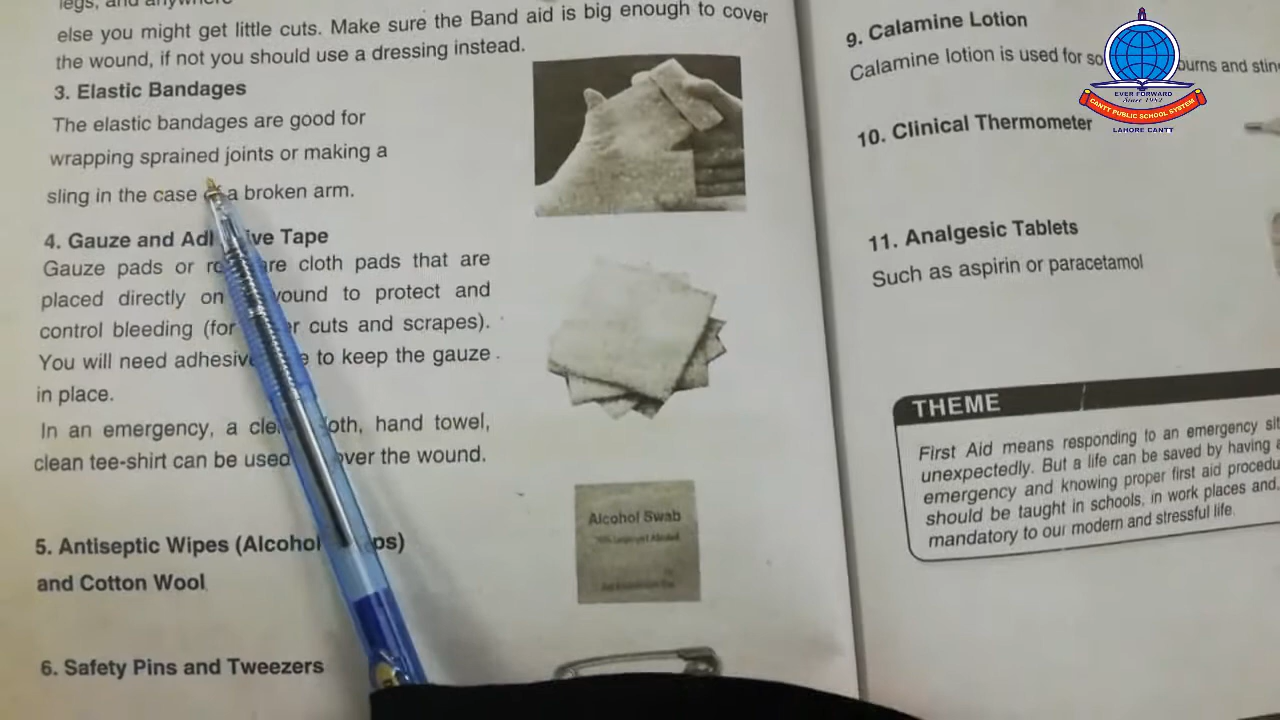 legs, and anywhere
else you might get little cuts. Make sure the Band aid is big enough to cover
the wound, if not you should use a dressing instead.
3. Elastic Bandages
The elastic bandages are good for
wrapping sprained joints or making a
sling in the case a broken arm.
4. Gauze and Tape
Gauze pads or are cloth pads that are
placed directly on wound to protect and
control bleeding (for cuts and scrapes).
You will need adhesive to keep the gauze
in place.
In an emergency, a cloth, hand towel,
clean tee-shirt can be used over the wound.
Alcohol Swab
5. Antiseptic Wipes (Alcohol
and Cotton Wool
6. Safety Pins and Tweezers
9. Calamine Lotion
Calamine lotion is used for burns and
10. Clinical Thermometer
11. Analgesic Tablets
Such as aspirin or paracetamol
THEME
First Aid means responding to an emergency
unexpectedly. But a life can be saved by having
emergency and knowing proper first aid
should be taught in schools, in work places and
mandatory to our modern and stressful life.
EVER FORWARD
Since 1982
CANTT PUBLIC SCHOOL SYSTEM
LAHORE CANTT